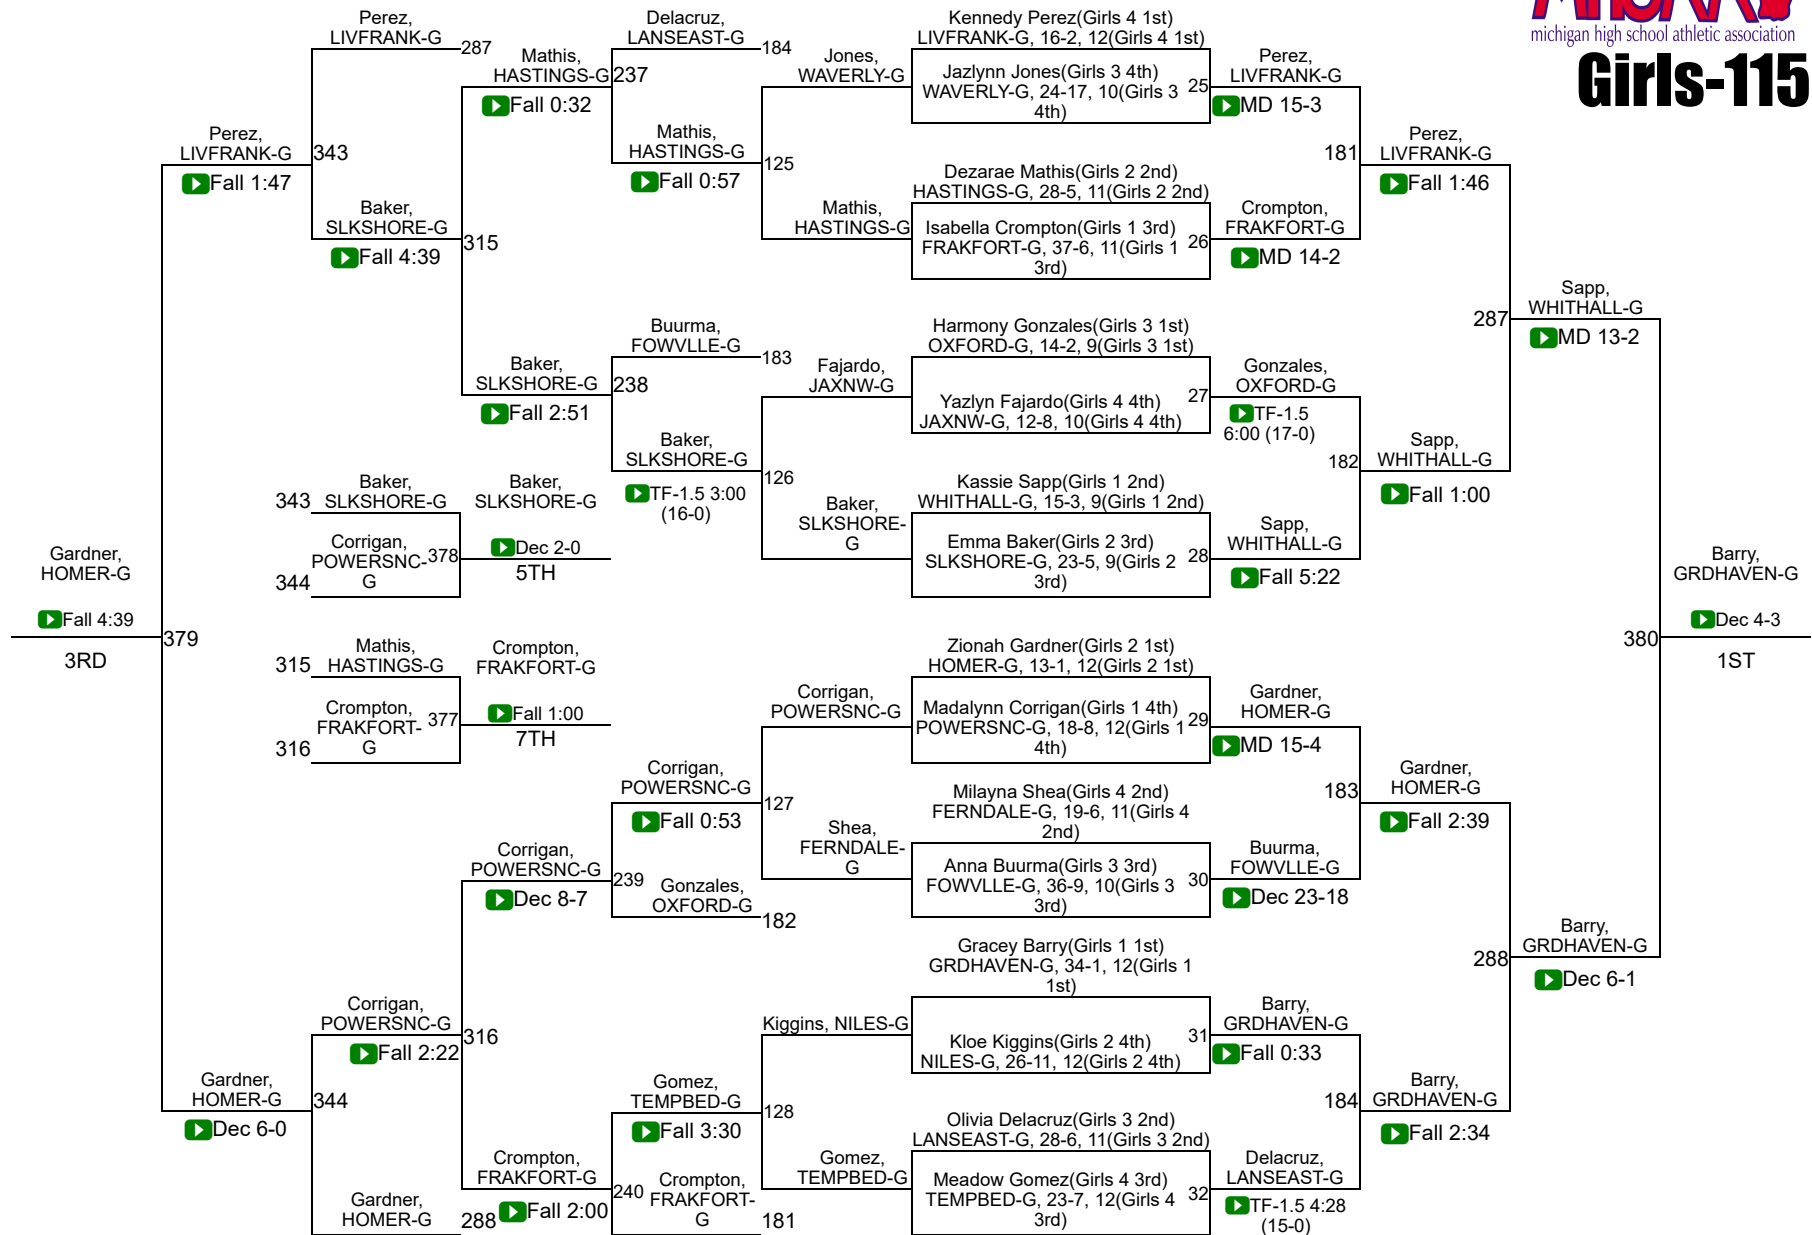 MHSAA
michigan high school athletic association
Girls-115
Gardner,
HOMER-G
Fall 4:39
3RD
379
Perez,
LIVFRANK-G
Fall 1:47
Gardner,
HOMER-G
Dec 6-0
Perez,
LIVFRANK-G
287
343
Baker,
SLKSHORE-G
Fall 4:39
343
Baker,
SLKSHORE-G
Corrigan,
POWERSNC-
G
344
378
Baker,
SLKSHORE-G
Dec 2-0
5TH
315
Mathis,
HASTINGS-G
Crompton,
FRAKFORT-
G
316
377
Crompton,
FRAKFORT-G
Fall 1:00
7TH
Corrigan,
POWERSNC-G
Fall 2:22
344
Gardner,
HOMER-G
288
Mathis,
HASTINGS-G
Fall 0:32
315
Baker,
SLKSHORE-G
Fall 2:51
Corrigan,
POWERSNC-G
Dec 8-7
316
Crompton,
FRAKFORT-G
Fall 2:00
Delacruz,
LANSEAST-G
184
237
Mathis,
HASTINGS-G
Fall 0:57
Buurma,
FOWVLLE-G
183
238
Baker,
SLKSHORE-G
TF-1.5 3:00
(16-0)
Corrigan,
POWERSNC-G
Fall 0:53
239
Gonzales,
OXFORD-G
182
Gomez,
TEMPBED-G
Fall 3:30
240
Crompton,
FRAKFORT-
G
181
Jones,
WAVERLY-G
125
Mathis,
HASTINGS-G
Fajardo,
JAXNW-G
126
Baker,
SLKSHORE-
G
Corrigan,
POWERSNC-G
127
Shea,
FERNDALE-
G
Kiggins, NILES-G
128
Gomez,
TEMPBED-G
Kennedy Perez(Girls 4 1st)
LIVFRANK-G, 16-2, 12(Girls 4 1st)
Jazlynn Jones(Girls 3 4th)
WAVERLY-G, 24-17, 10(Girls 3
4th)
25
Dezarae Mathis(Girls 2 2nd)
HASTINGS-G, 28-5, 11(Girls 2 2nd)
Isabella Crompton(Girls 1 3rd)
FRAKFORT-G, 37-6, 11(Girls 1
3rd)
26
Harmony Gonzales(Girls 3 1st)
OXFORD-G, 14-2, 9(Girls 3 1st)
Yazlyn Fajardo(Girls 4 4th)
JAXNW-G, 12-8, 10(Girls 4 4th)
27
Kassie Sapp(Girls 1 2nd)
WHITHALL-G, 15-3, 9(Girls 1 2nd)
Emma Baker(Girls 2 3rd)
SLKSHORE-G, 23-5, 9(Girls 2
3rd)
28
Zionah Gardner(Girls 2 1st)
HOMER-G, 13-1, 12(Girls 2 1st)
Madalynn Corrigan(Girls 1 4th)
POWERSNC-G, 18-8, 12(Girls 1
4th)
29
Milayna Shea(Girls 4 2nd)
FERNDALE-G, 19-6, 11(Girls 4
2nd)
Anna Buurma(Girls 3 3rd)
FOWVLLE-G, 36-9, 10(Girls 3
3rd)
30
Gracey Barry(Girls 1 1st)
GRDHAVEN-G, 34-1, 12(Girls 1
1st)
Kloe Kiggins(Girls 2 4th)
NILES-G, 26-11, 12(Girls 2 4th)
31
Olivia Delacruz(Girls 3 2nd)
LANSEAST-G, 28-6, 11(Girls 3 2nd)
Meadow Gomez(Girls 4 3rd)
TEMPBED-G, 23-7, 12(Girls 4
3rd)
32
Perez,
LIVFRANK-G
MD 15-3
181
Crompton,
FRAKFORT-G
MD 14-2
Gonzales,
OXFORD-G
TF-1.5
6:00 (17-0)
182
Sapp,
WHITHALL-G
Fall 5:22
Gardner,
HOMER-G
MD 15-4
183
Buurma,
FOWVLLE-G
Dec 23-18
Barry,
GRDHAVEN-G
Fall 0:33
184
Delacruz,
LANSEAST-G
TF-1.5 4:28
(15-0)
Perez,
LIVFRANK-G
Fall 1:46
287
Sapp,
WHITHALL-G
Fall 1:00
Gardner,
HOMER-G
Fall 2:39
288
Barry,
GRDHAVEN-G
Fall 2:34
Sapp,
WHITHALL-G
MD 13-2
380
Barry,
GRDHAVEN-G
Dec 6-1
Barry,
GRDHAVEN-G
Dec 4-3
1ST